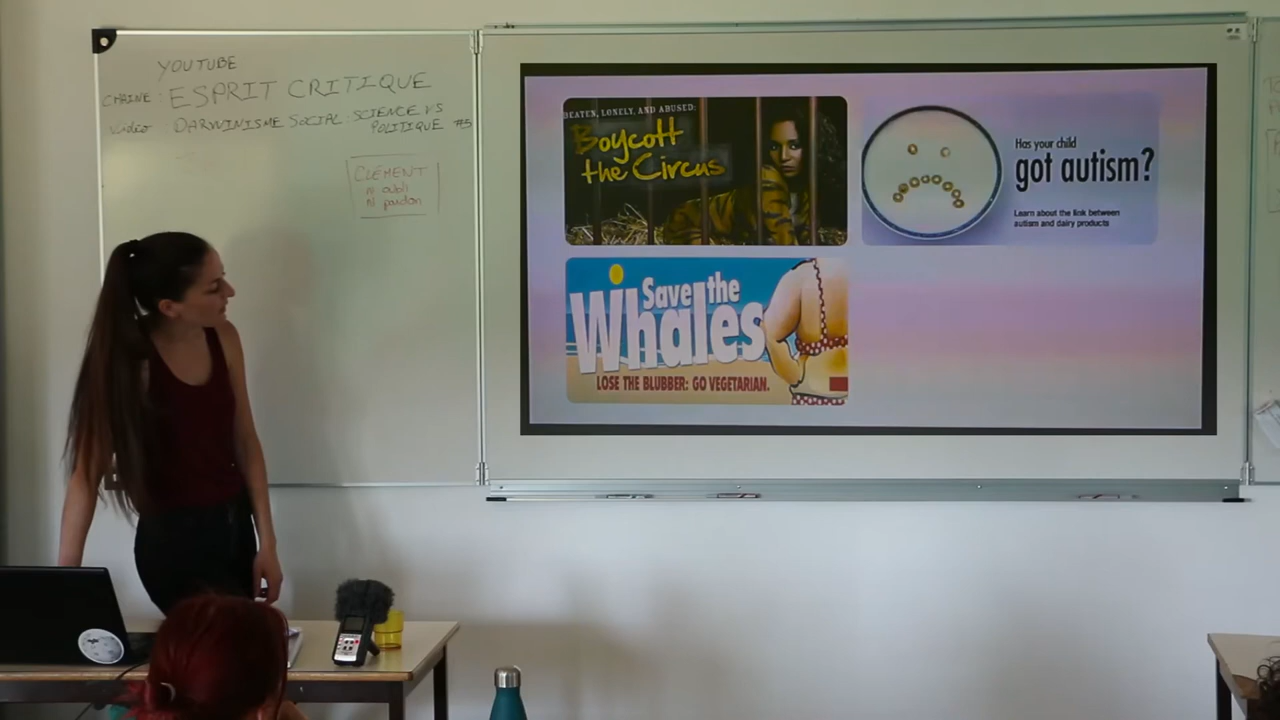 YOUTUBE
CHAINE : ESPRIT CRITIQUE
Vidéo : DARWINISME SOCIAL : SCIENCE VS
POLITIQUE #5
CLÉMENT
ni oubli
ni pardon
BEATEN, LONELY, AND ABUSED:
Boycott
the Circus
Has your child
got autism?
Learn about the link between
autism and dairy products
Save the
Whales
LOSE THE BLUBBER: GO VEGETARIAN.